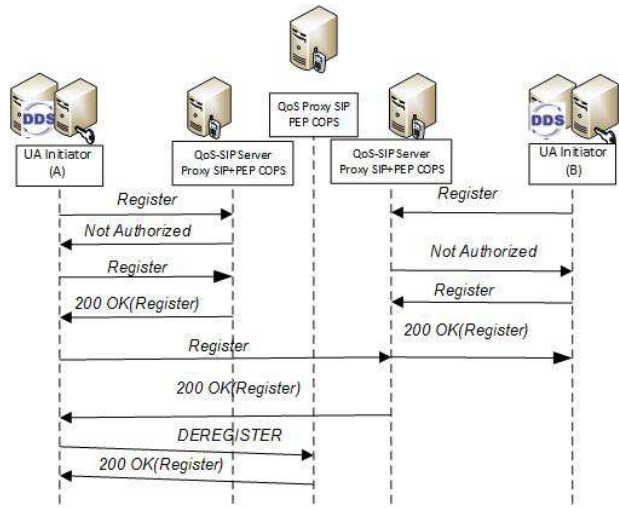 DDS
DDS
QoS Proxy SIP
PEP COPS
UA Initiator
(A)
QoS-SIP Server
Proxy SIP+PEP COPS
QoS-SIP Server
Proxy SIP+PEP COPS
UA Initiator
(B)
Register
Register
Not Authorized
Not Authorized
Register
Register
200 OK(Register)
200 OK(Register)
Register
200 OK(Register)
DEREGISTER
200 OK(Register)